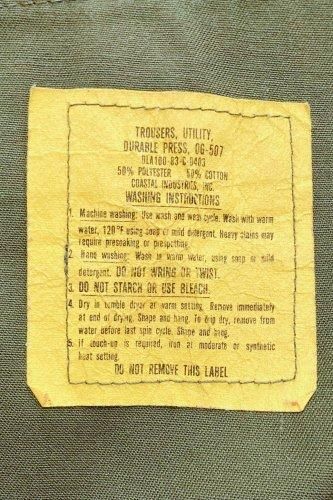 TROUSERS, UTILITY,
DURABLE PRESS, OG-507
DLA100-83-C-0403
50% POLYESTER 50% COTTON
COASTAL INDUSTRIES, INC.
WASHING INSTRUCTIONS
1. Machine washing: Use wash and wear cycle. Wash with warm
water, 120°F using soap or mild detergent. Heavy stains may
require presoaking or prespotting.
2. Hand washing: Wash in warm water, using soap or mild
detergent. DO NOT WRING OR TWIST.
3. DO NOT STARCH OR USE BLEACH.
4. Dry in tumble dryer at warm setting. Remove immediately
at end of drying. Shape and hang. To drip dry, remove from
water before last spin cycle. Shape and hang.
5. If touch-up is required, iron at moderate or synthetic
heat setting.
DO NOT REMOVE THIS LABEL